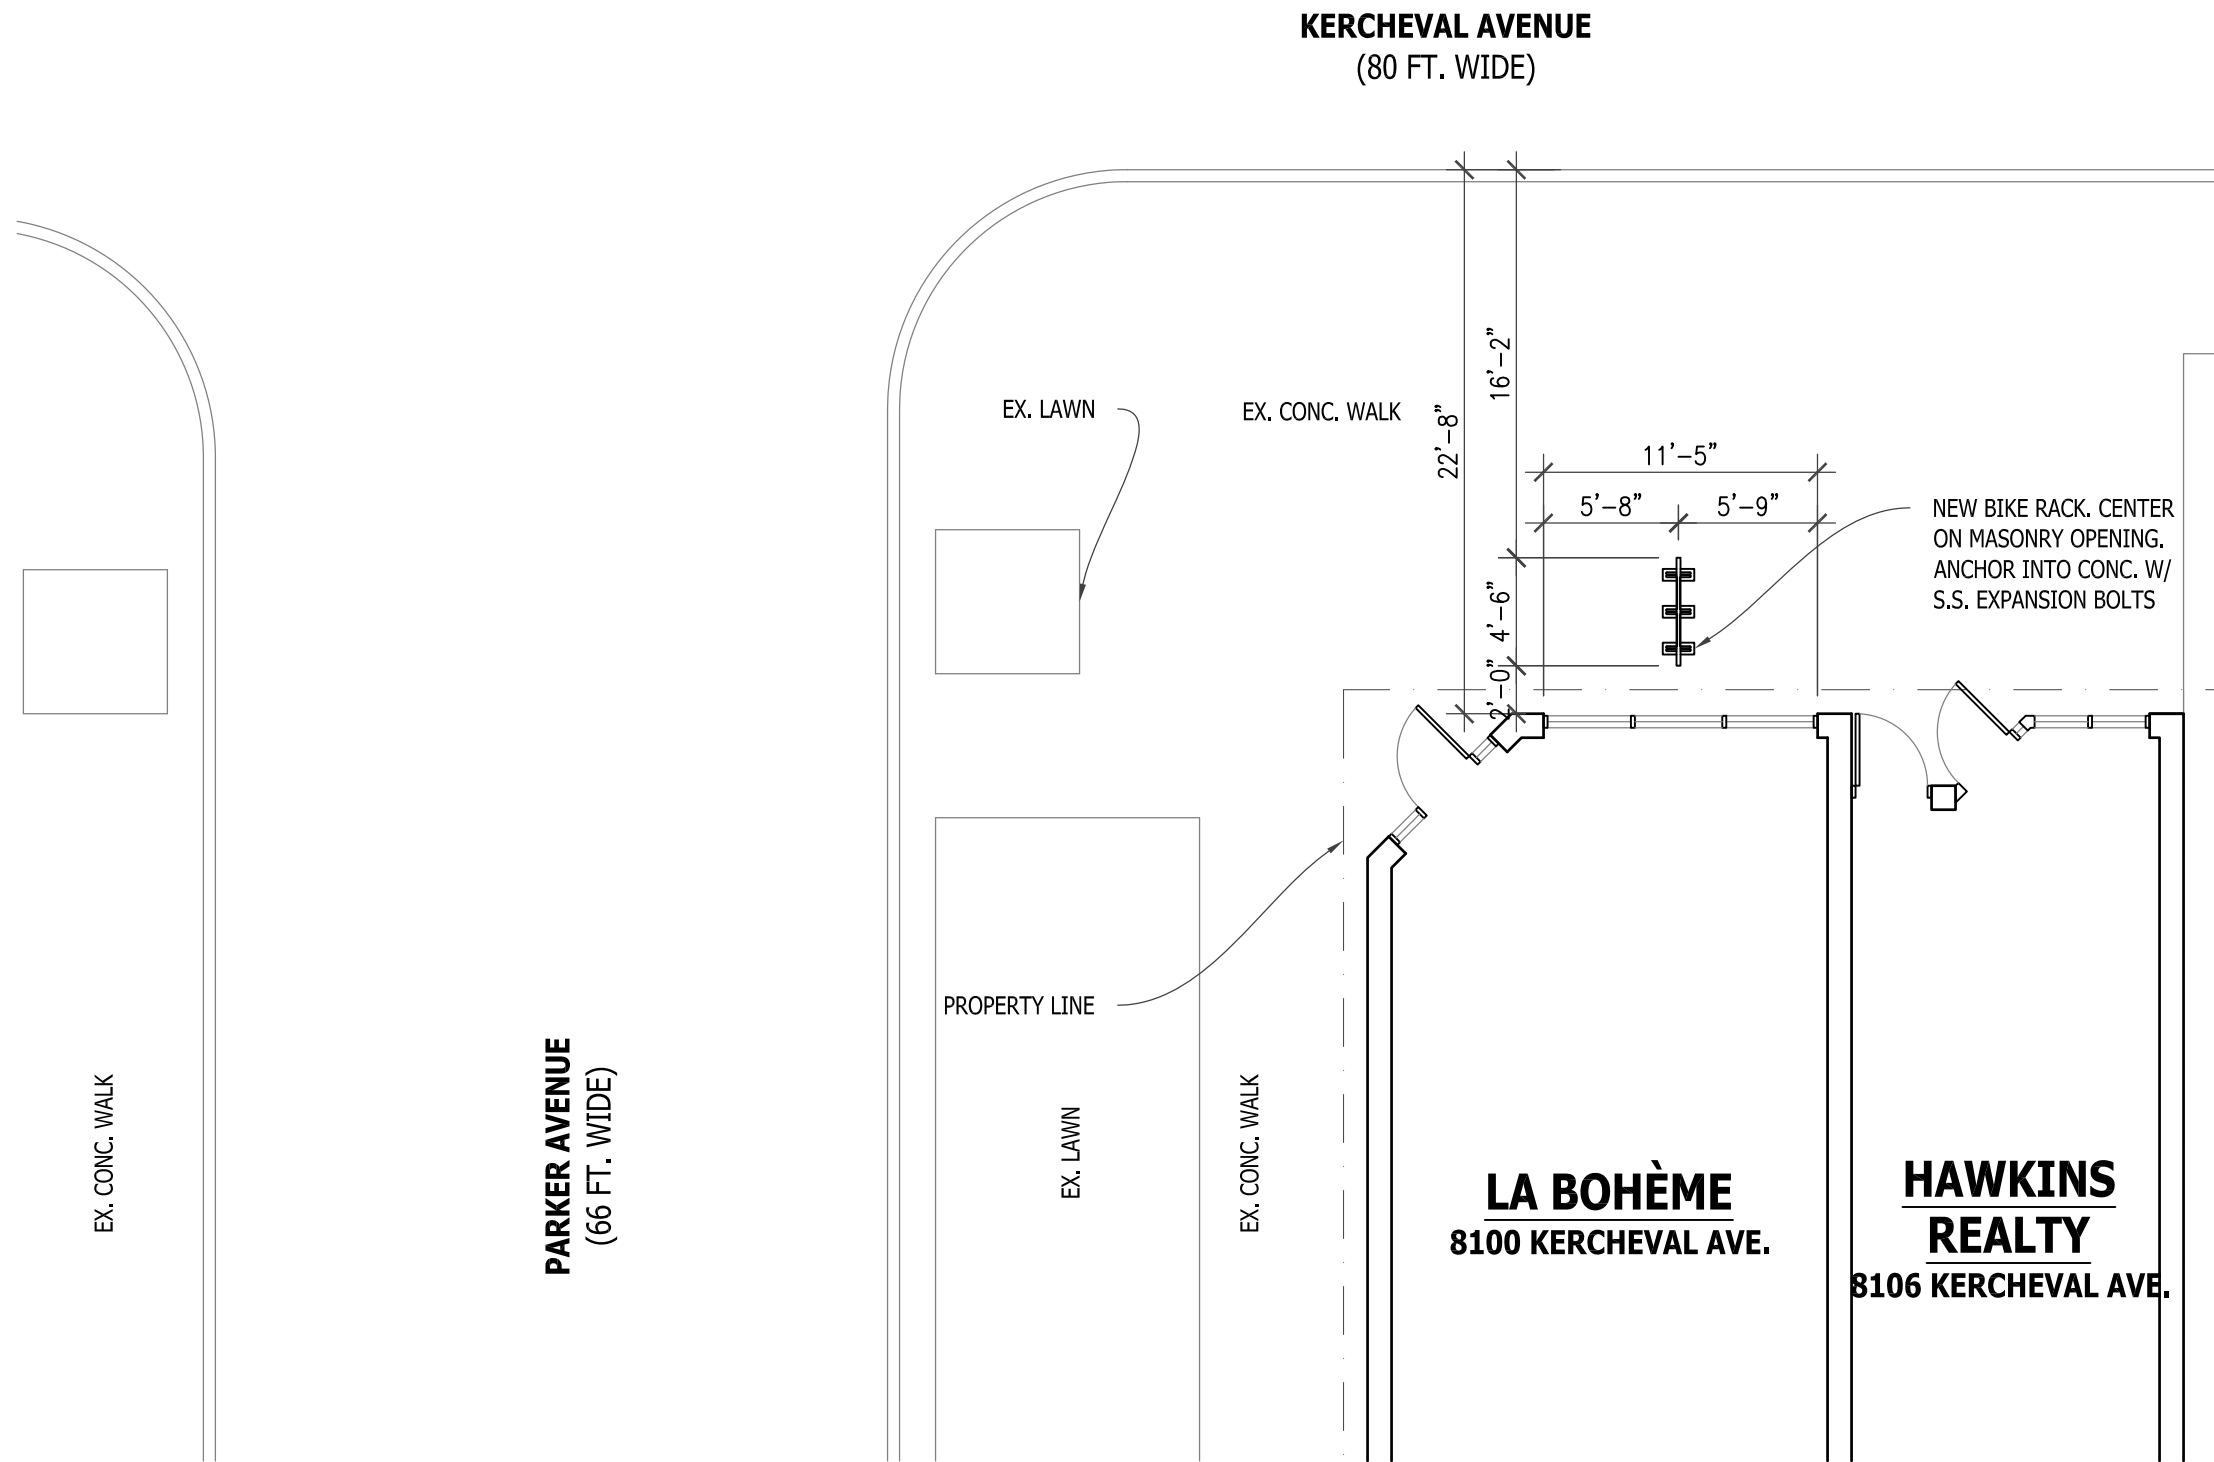 KERCHEVAL AVENUE
(80 FT. WIDE)
22’–8”
16’–2”
EX. LAWN
EX. CONC. WALK
11’–5”
5’–8”
5’–9”
4’–6”
2’–0”
NEW BIKE RACK. CENTER
ON MASONRY OPENING.
ANCHOR INTO CONC. W/
S.S. EXPANSION BOLTS
PROPERTY LINE
EX. CONC. WALK
PARKER AVENUE
(66 FT. WIDE)
EX. LAWN
EX. CONC. WALK
LA BOHÈME
8100 KERCHEVAL AVE.
HAWKINS
REALTY
8106 KERCHEVAL AVE.